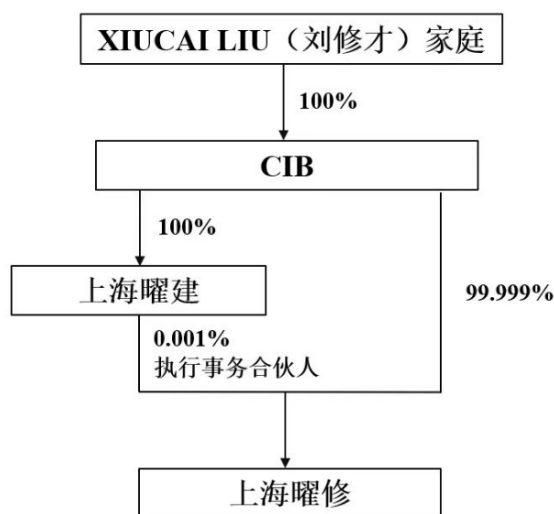 XIUCAI LIU（刘修才）家庭
100%
CIB
100%
上海曜建
99.999%
0.001%
执行事务合伙人
上海曜修